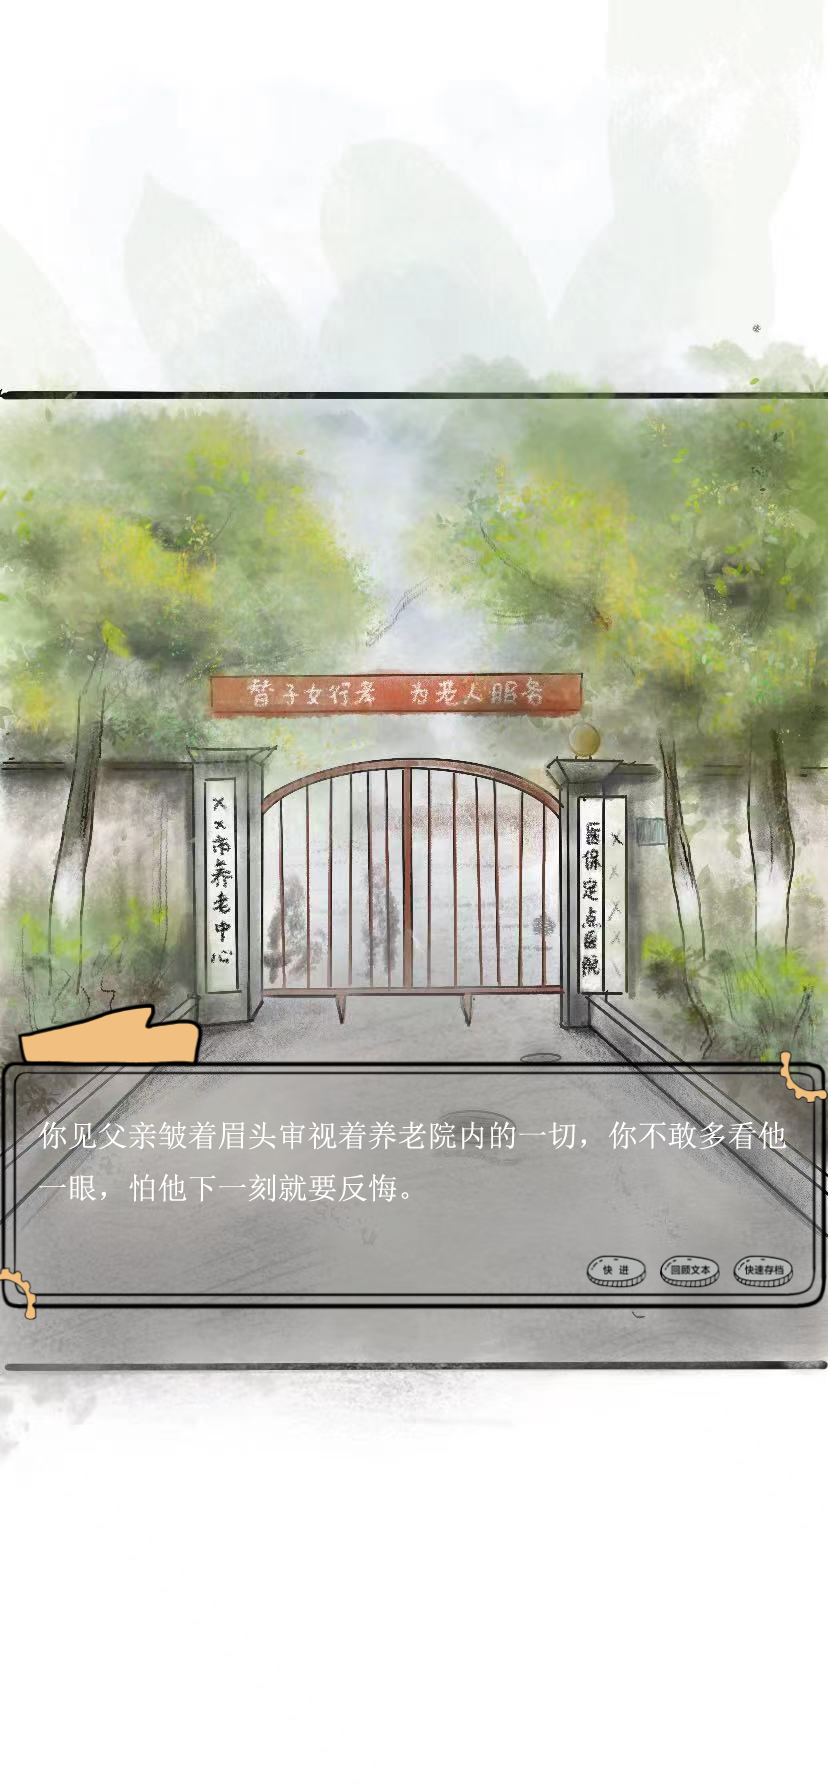 替子女行孝 为老人服务
××市养老中心
医保定点医院
×××××
你见父亲皱着眉头审视着养老院内的一切，你不敢多看他
一眼，怕他下一刻就要反悔。
快 进
回顾文本
快速存档